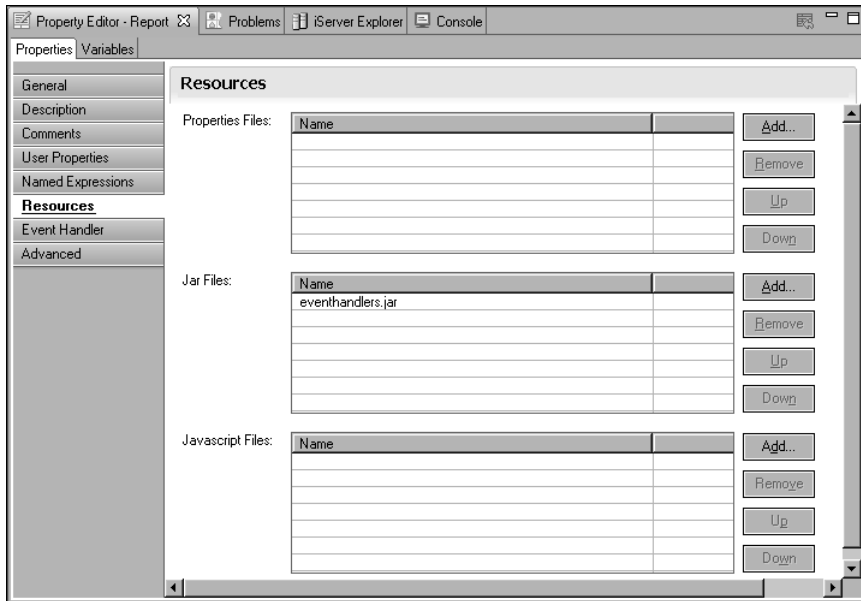 Property Editor - Report Problems iServer Explorer Console
Properties Variables
General
Description
Comments
User Properties
Named Expressions
Resources
Event Handler
Advanced
Resources
Properties Files:
Name
Add...
Remove
Up
Down
Jar Files:
Name
eventhandlers.jar
Add...
Remove
Up
Down
Javascript Files:
Name
Add...
Remove
Up
Down